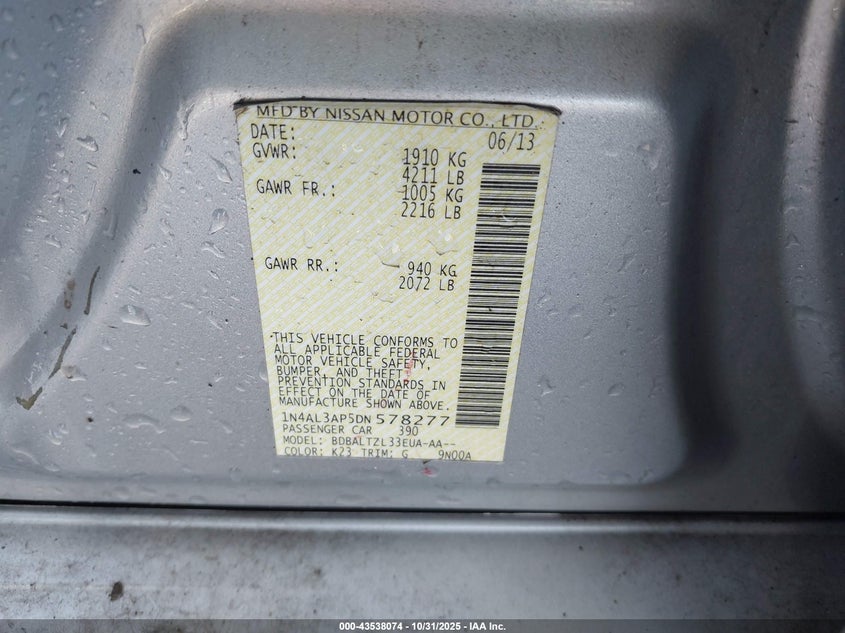 MFD BY NISSAN MOTOR CO., LTD.
DATE: 06/13
GVWR: 1910 KG
4211 LB
GAWR FR.: 1005 KG
2216 LB
GAWR RR.: 940 KG
2072 LB
THIS VEHICLE CONFORMS TO
ALL APPLICABLE FEDERAL
MOTOR VEHICLE SAFETY,
BUMPER, AND THEFT
PREVENTION STANDARDS IN
EFFECT ON THE DATE OF
MANUFACTURE SHOWN ABOVE.
1N4AL3AP5DN578277
PASSENGER CAR 390
MODEL: BDBALTZL33EUA-AA--
COLOR: K23 TRIM: G 9N00A
000-43538074 - 10/31/2025 - IAA Inc.